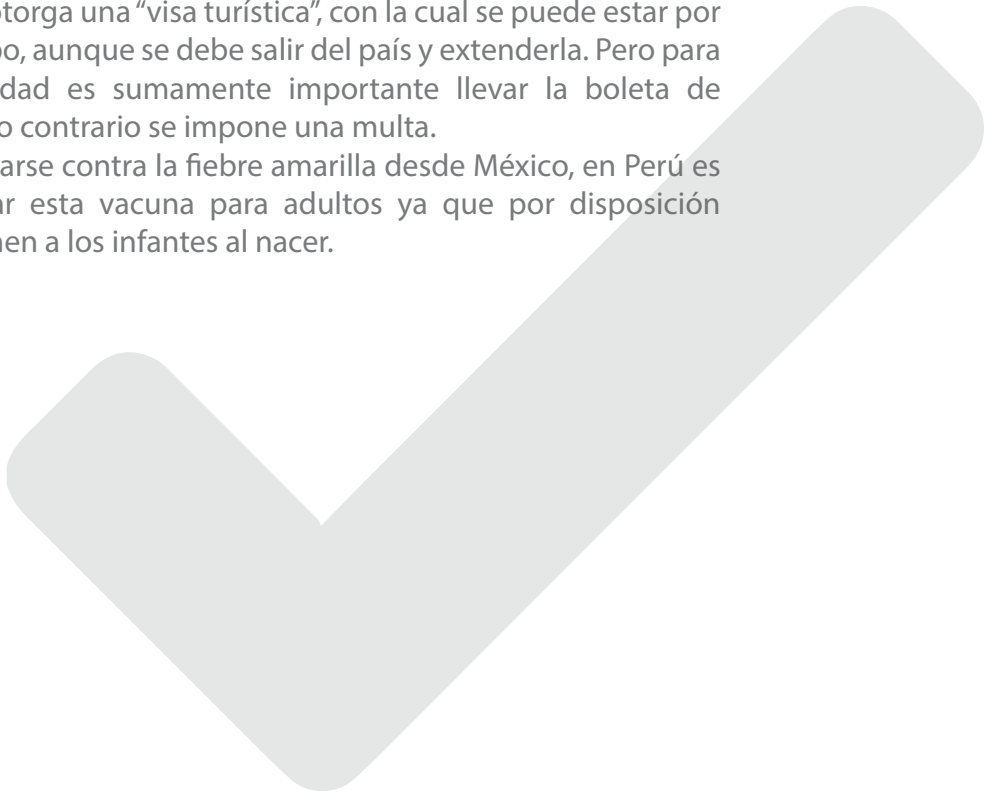 otorga una “visa turística”, con la cual se puede estar por
po, aunque se debe salir del país y extenderla. Pero para
dad es sumamente importante llevar la boleta de
o contrario se impone una multa.
arse contra la fiebre amarilla desde México, en Perú es
ar esta vacuna para adultos ya que por disposición
nen a los infantes al nacer.